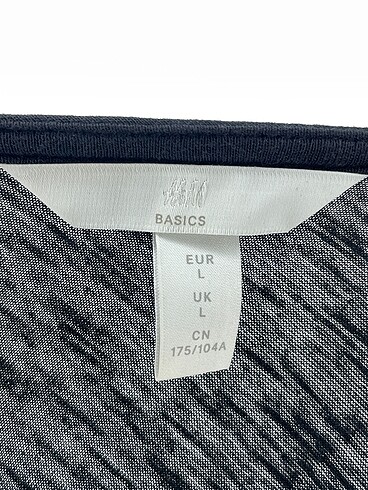 H&M
BASICS
EUR
L
UK
L
CN
175/104A